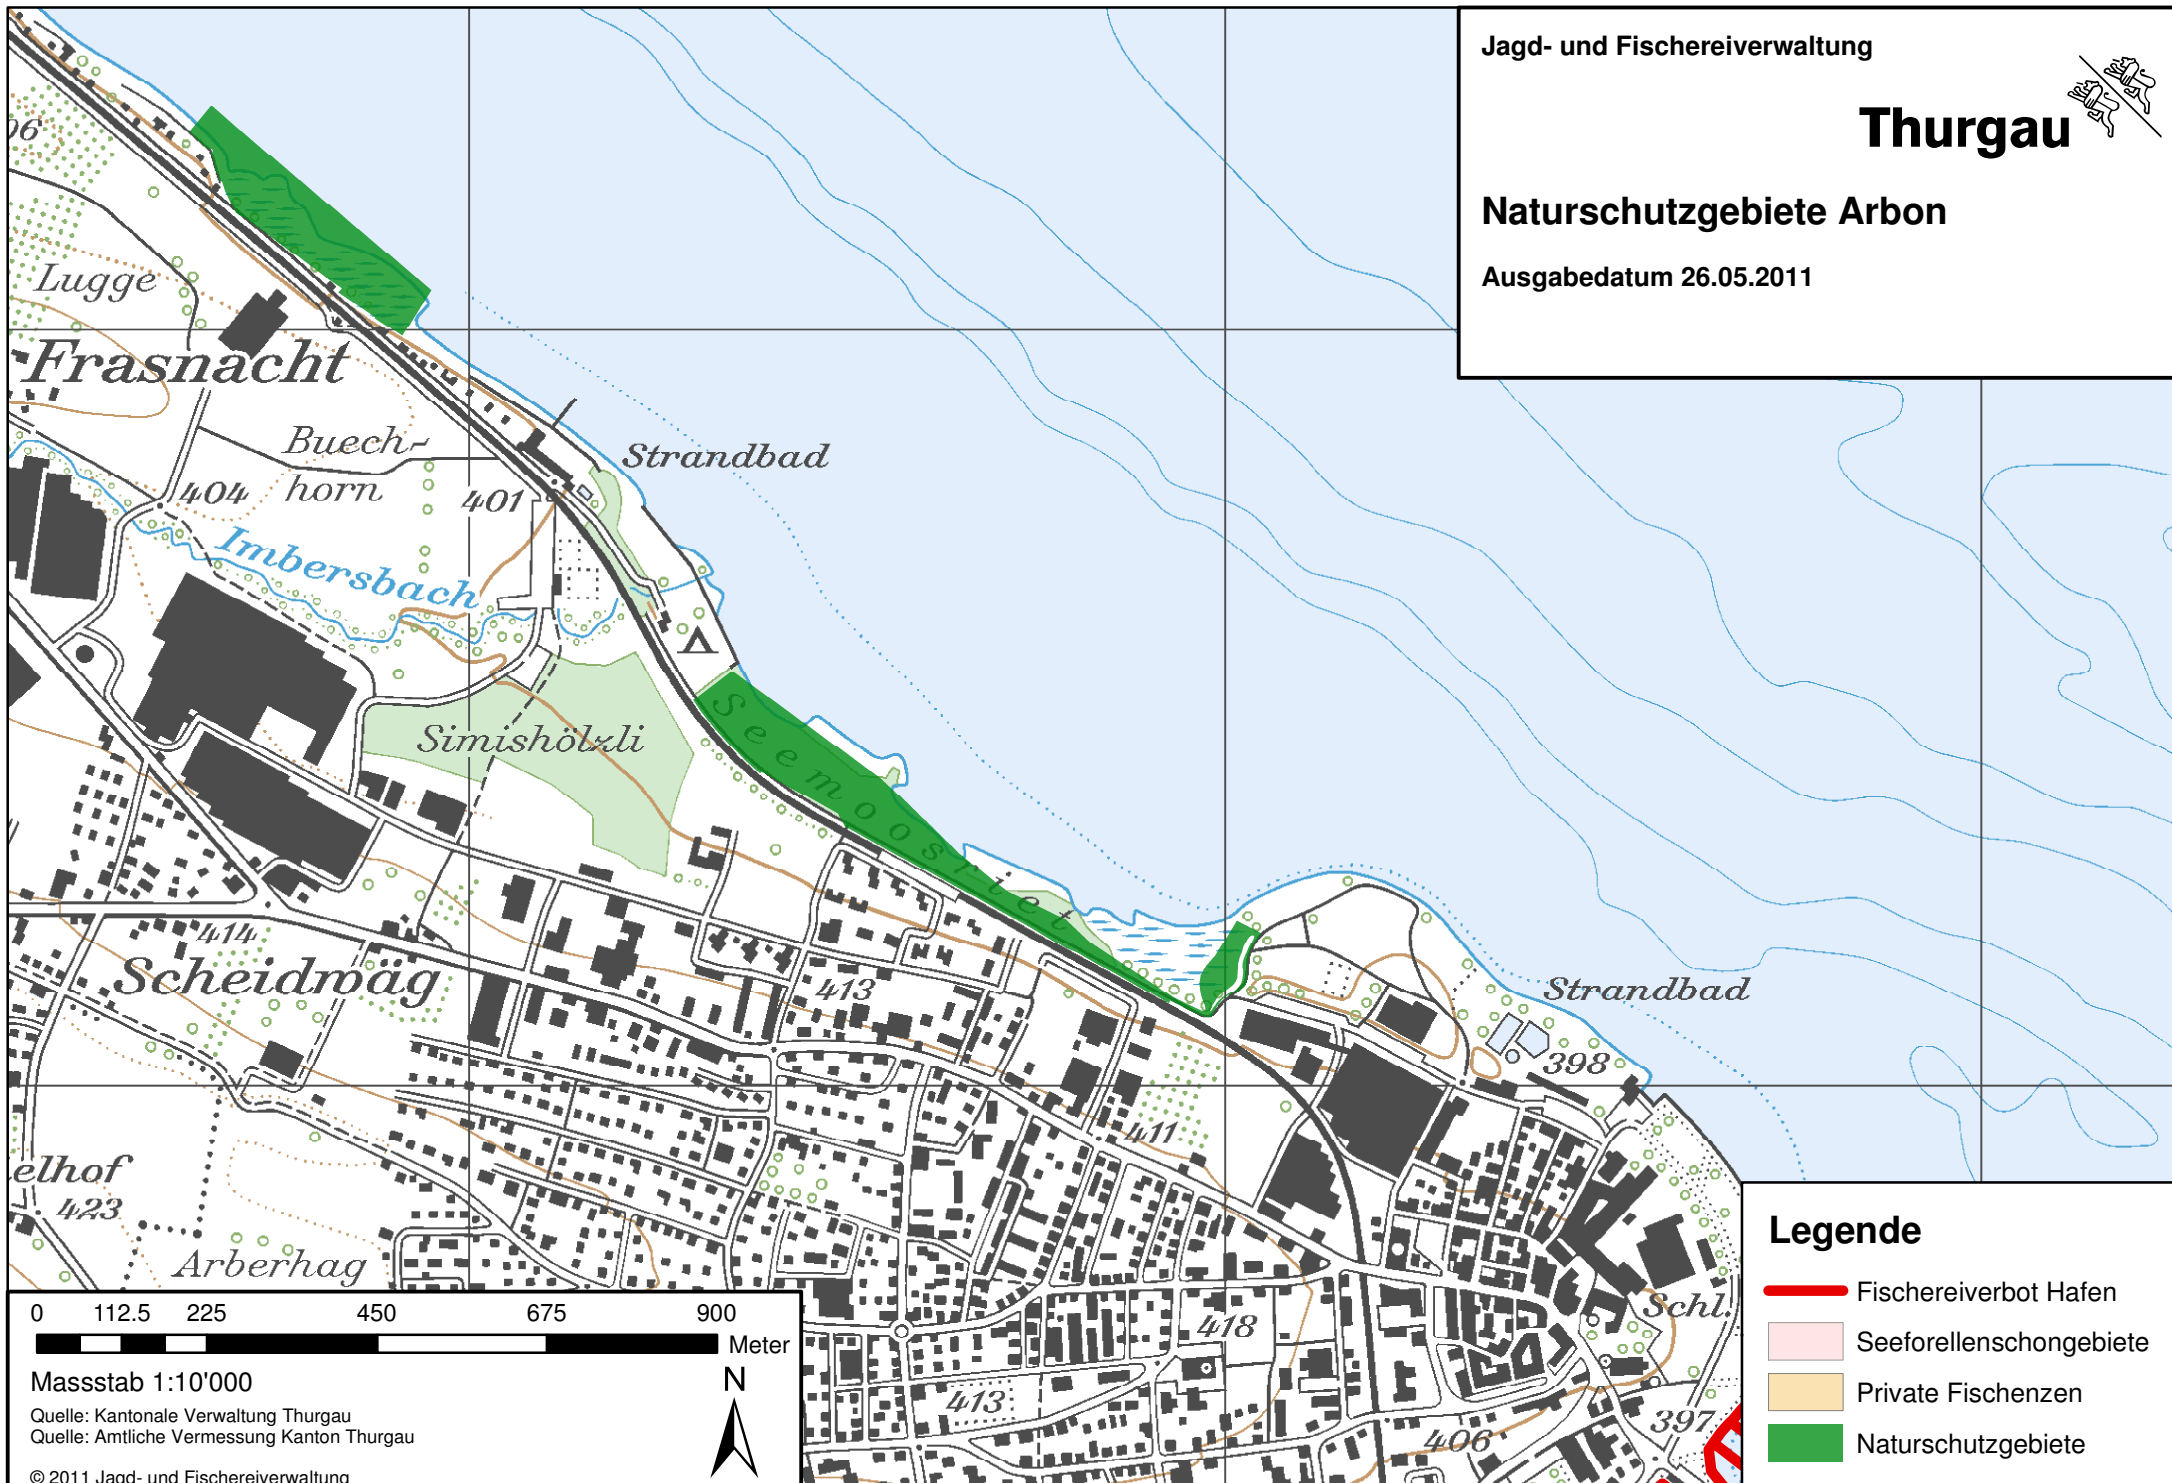 Jagd- und Fischereiverwaltung
Thurgau
Naturschutzgebiete Arbon
Ausgabedatum 26.05.2011
Lugge
Frasnacht
Buech-
horn
404
401
Strandbad
Imbersbach
Simishölzli
Seemoosriet
414
Scheidwäg
413
Strandbad
398
411
elhof
423
Arberhag
418
Schl.
413
406
397
0 112.5 225 450 675 900
Meter
Massstab 1:10'000
N
Quelle: Kantonale Verwaltung Thurgau
Quelle: Amtliche Vermessung Kanton Thurgau
© 2011 Jagd- und Fischereiverwaltung
Legende
Fischereiverbot Hafen
Seeforellenschongebiete
Private Fischenzen
Naturschutzgebiete